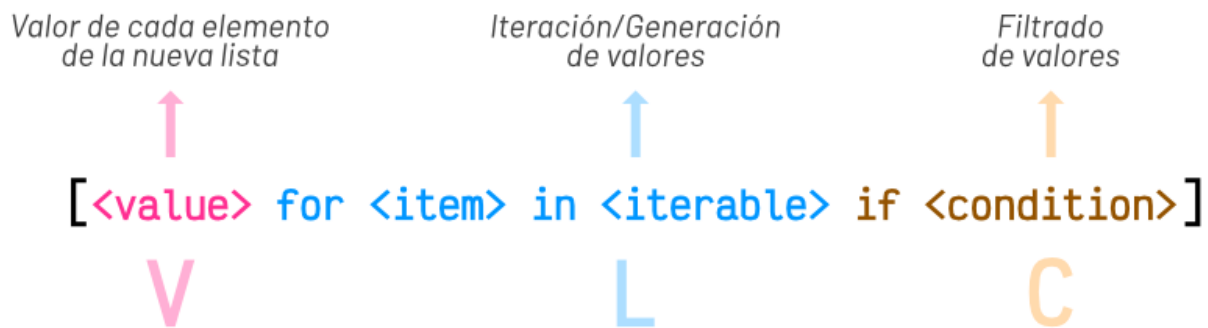 Valor de cada elemento
de la nueva lista
Iteración/Generación
de valores
Filtrado
de valores
[<value> for <item> in <iterable> if <condition>]
V
L
C